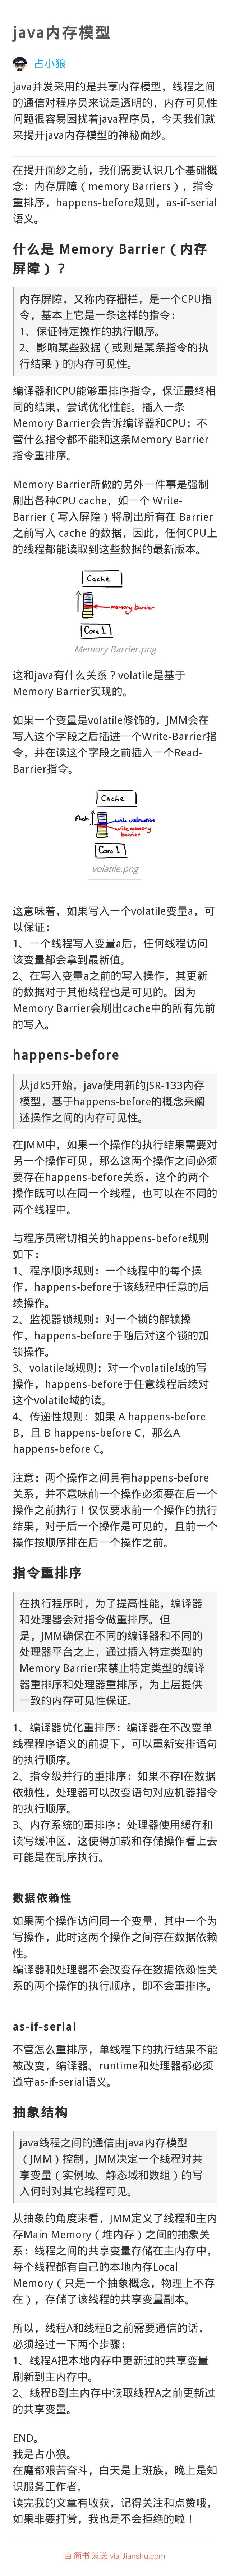 java内存模型
占小狼
java并发采用的是共享内存模型，线程之间
的通信对程序员来说是透明的，内存可见性
问题很容易困扰着java程序员，今天我们就
来揭开java内存模型的神秘面纱。
在揭开面纱之前，我们需要认识几个基础概
念：内存屏障（memory Barriers），指令
重排序，happens-before规则，as-if-serial
语义。
什么是 Memory Barrier（内存
屏障）？
内存屏障，又称内存栅栏，是一个CPU指
令，基本上它是一条这样的指令：
1、保证特定操作的执行顺序。
2、影响某些数据（或则是某条指令的执
行结果）的内存可见性。
编译器和CPU能够重排序指令，保证最终相
同的结果，尝试优化性能。插入一条
Memory Barrier会告诉编译器和CPU：不
管什么指令都不能和这条Memory Barrier
指令重排序。
Memory Barrier所做的另外一件事是强制
刷出各种CPU cache，如一个 Write-
Barrier（写入屏障）将刷出所有在 Barrier
之前写入 cache 的数据，因此，任何CPU上
的线程都能读取到这些数据的最新版本。
Cache
memory barrier
Core 1
Memory Barrier.png
这和java有什么关系？volatile是基于
Memory Barrier实现的。
如果一个变量是volatile修饰的，JMM会在
写入这个字段之后插进一个Write-Barrier指
令，并在读这个字段之前插入一个Read-
Barrier指令。
Cache
Flush
write instruction
write memory
barrier
Core 1
volatile.png
这意味着，如果写入一个volatile变量a，可
以保证：
1、一个线程写入变量a后，任何线程访问
该变量都会拿到最新值。
2、在写入变量a之前的写入操作，其更新
的数据对于其他线程也是可见的。因为
Memory Barrier会刷出cache中的所有先前
的写入。
happens-before
从jdk5开始，java使用新的JSR-133内存
模型，基于happens-before的概念来阐
述操作之间的内存可见性。
在JMM中，如果一个操作的执行结果需要对
另一个操作可见，那么这两个操作之间必须
要存在happens-before关系，这个的两个
操作既可以在同一个线程，也可以在不同的
两个线程中。
与程序员密切相关的happens-before规则
如下：
1、程序顺序规则：一个线程中的每个操
作，happens-before于该线程中任意的后
续操作。
2、监视器锁规则：对一个锁的解锁操
作，happens-before于随后对这个锁的加
锁操作。
3、volatile域规则：对一个volatile域的写
操作，happens-before于任意线程后续对
这个volatile域的读。
4、传递性规则：如果 A happens-before
B，且 B happens-before C，那么A
happens-before C。
注意：两个操作之间具有happens-before
关系，并不意味前一个操作必须要在后一个
操作之前执行！仅仅要求前一个操作的执行
结果，对于后一个操作是可见的，且前一个
操作按顺序排在后一个操作之前。
指令重排序
在执行程序时，为了提高性能，编译器
和处理器会对指令做重排序。但
是，JMM确保在不同的编译器和不同的
处理器平台之上，通过插入特定类型的
Memory Barrier来禁止特定类型的编译
器重排序和处理器重排序，为上层提供
一致的内存可见性保证。
1、编译器优化重排序：编译器在不改变单
线程程序语义的前提下，可以重新安排语句
的执行顺序。
2、指令级并行的重排序：如果不存l在数据
依赖性，处理器可以改变语句对应机器指令
的执行顺序。
3、内存系统的重排序：处理器使用缓存和
读写缓冲区，这使得加载和存储操作看上去
可能是在乱序执行。
数据依赖性
如果两个操作访问同一个变量，其中一个为
写操作，此时这两个操作之间存在数据依赖
性。
编译器和处理器不会改变存在数据依赖性关
系的两个操作的执行顺序，即不会重排序。
as-if-serial
不管怎么重排序，单线程下的执行结果不能
被改变，编译器、runtime和处理器都必须
遵守as-if-serial语义。
抽象结构
java线程之间的通信由java内存模型
（JMM）控制，JMM决定一个线程对共
享变量（实例域、静态域和数组）的写
入何时对其它线程可见。
从抽象的角度来看，JMM定义了线程和主内
存Main Memory（堆内存）之间的抽象关
系：线程之间的共享变量存储在主内存中，
每个线程都有自己的本地内存Local
Memory（只是一个抽象概念，物理上不存
在），存储了该线程的共享变量副本。
所以，线程A和线程B之前需要通信的话，
必须经过一下两个步骤：
1、线程A把本地内存中更新过的共享变量
刷新到主内存中。
2、线程B到主内存中读取线程A之前更新过
的共享变量。
END。
我是占小狼。
在魔都艰苦奋斗，白天是上班族，晚上是知
识服务工作者。
读完我的文章有收获，记得关注和点赞哦，
如果非要打赏，我也是不会拒绝的啦！
由 简书 发送 via Jianshu.com